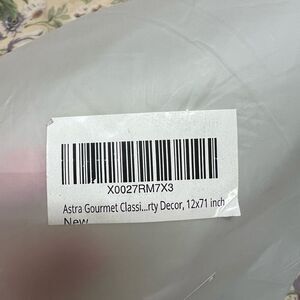 X0027RM7X3
Astra Gourmet Classi...rty Decor, 12x71 inch
New